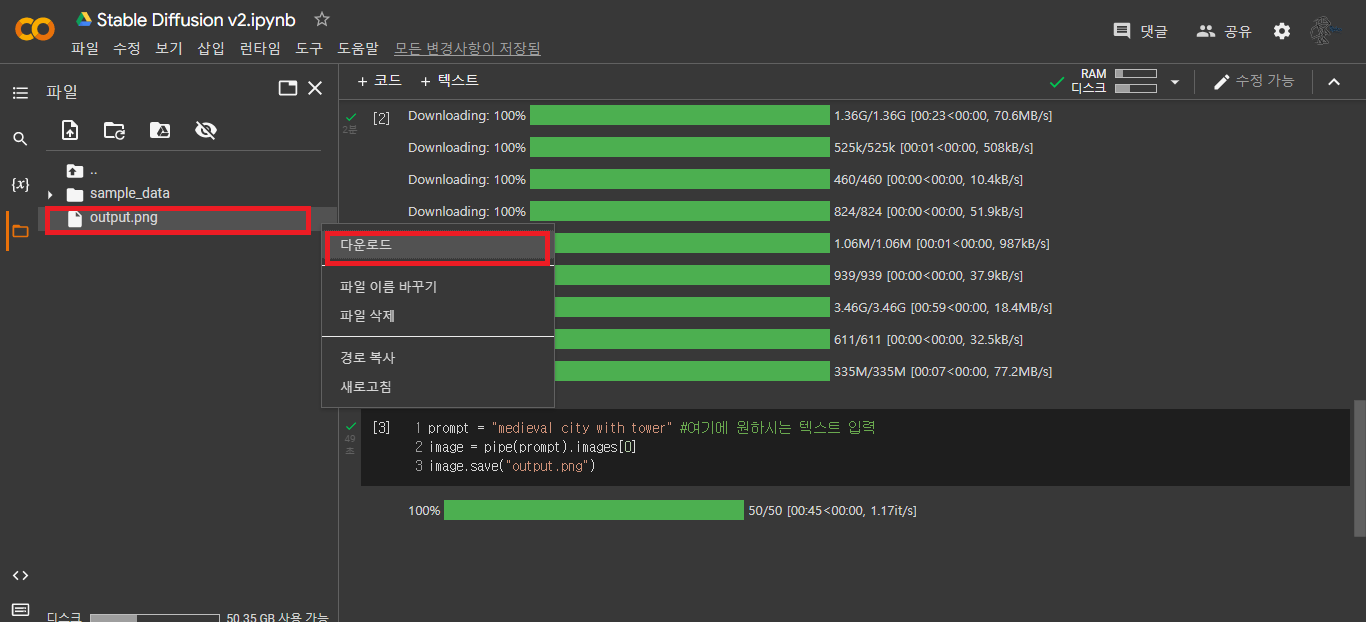 Stable Diffusion v2.ipynb
파일 수정 보기 삽입 런타임 도구 도움말 모든 변경사항이 저장됨
댓글 공유
파일
{x}
..
sample_data
output.png
다운로드
파일 이름 바꾸기
파일 삭제
경로 복사
새로고침
디스크 50.35 GB 사용 가능
+ 코드 + 텍스트
RAM
디스크
수정 가능
2분
[2]
Downloading: 100% 1.36G/1.36G [00:23<00:00, 70.6MB/s]
Downloading: 100% 525k/525k [00:01<00:00, 508kB/s]
Downloading: 100% 460/460 [00:00<00:00, 10.4kB/s]
Downloading: 100% 824/824 [00:00<00:00, 51.9kB/s]
1.06M/1.06M [00:01<00:00, 987kB/s]
939/939 [00:00<00:00, 37.9kB/s]
3.46G/3.46G [00:59<00:00, 18.4MB/s]
611/611 [00:00<00:00, 32.5kB/s]
335M/335M [00:07<00:00, 77.2MB/s]
49
초
[3]
1 prompt = "medieval city with tower" #여기에 원하시는 텍스트 입력
2 image = pipe(prompt).images[0]
3 image.save("output.png")
100% 50/50 [00:45<00:00, 1.17it/s]